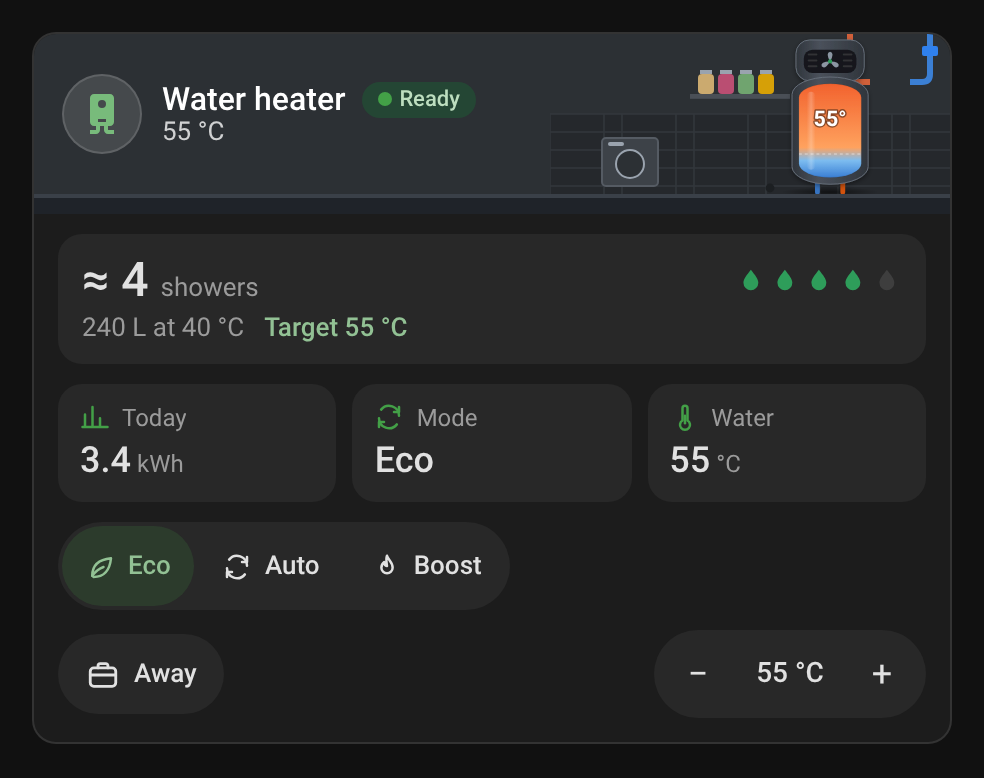 Water heater
Ready
55 °C
55°
≈ 4 showers
240 L at 40 °C Target 55 °C
Today
3.4 kWh
Mode
Eco
Water
55 °C
Eco
Auto
Boost
Away
− 55 °C +